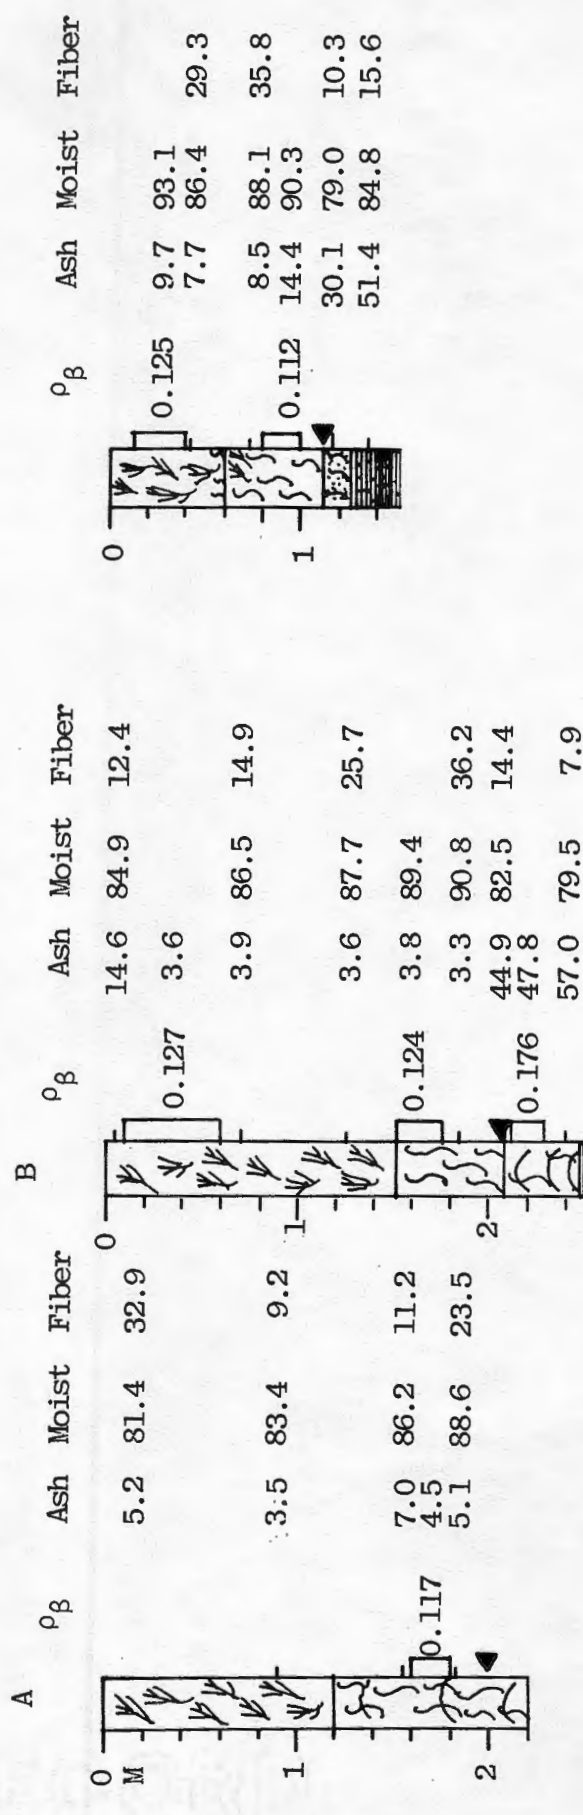 A
ρβ Ash Moist Fiber
0
M
5.2 81.4 32.9
3.5 83.4 9.2
1
7.0 86.2 11.2
0.117 4.5
5.1 88.6 23.5
2
B
ρβ Ash Moist Fiber
0
14.6 84.9 12.4
0.127 3.6
3.9 86.5 14.9
1
3.6 87.7 25.7
0.124 3.8 89.4
3.3 90.8 36.2
2 44.9 82.5 14.4
0.176 47.8
57.0 79.5 7.9
ρβ Ash Moist Fiber
0
0.125 9.7 93.1
7.7 86.4 29.3
8.5 88.1 35.8
0.112 14.4 90.3
1
30.1 79.0 10.3
51.4 84.8 15.6